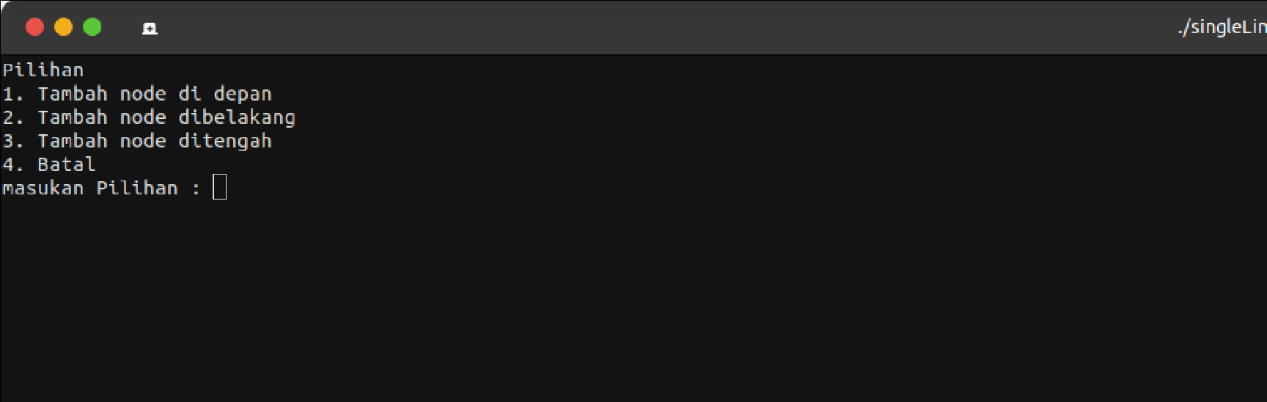 ./singleLin
Pilihan
1. Tambah node di depan
2. Tambah node dibelakang
3. Tambah node ditengah
4. Batal
masukan Pilihan :